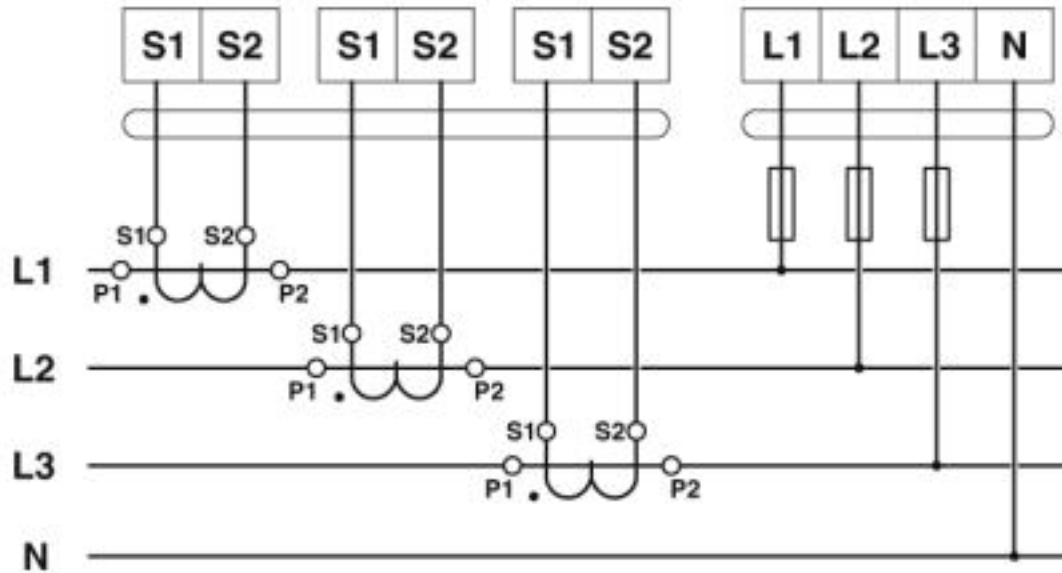 S1 S2 S1 S2 S1 S2 L1 L2 L3 N
S1 S2
L1
P1 P2
S1 S2
L2
P1 P2
S1 S2
L3
P1 P2
N